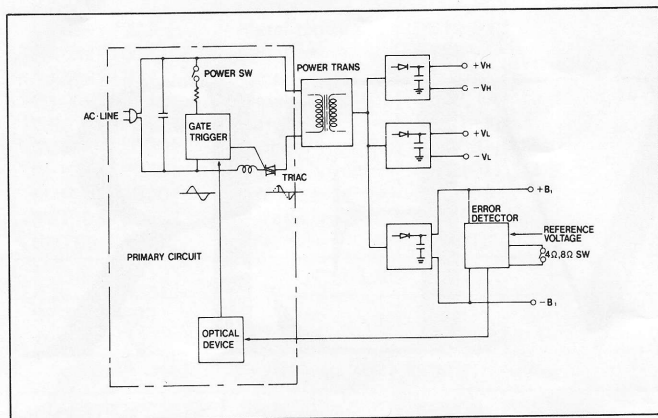 POWER SW
POWER TRANS
+VH
-VH
AC·LINE
GATE
TRIGGER
TRIAC
+VL
-VL
+B1
ERROR
DETECTOR
REFERENCE
VOLTAGE
4Ω,8Ω SW
PRIMARY CIRCUIT
-B1
OPTICAL
DEVICE